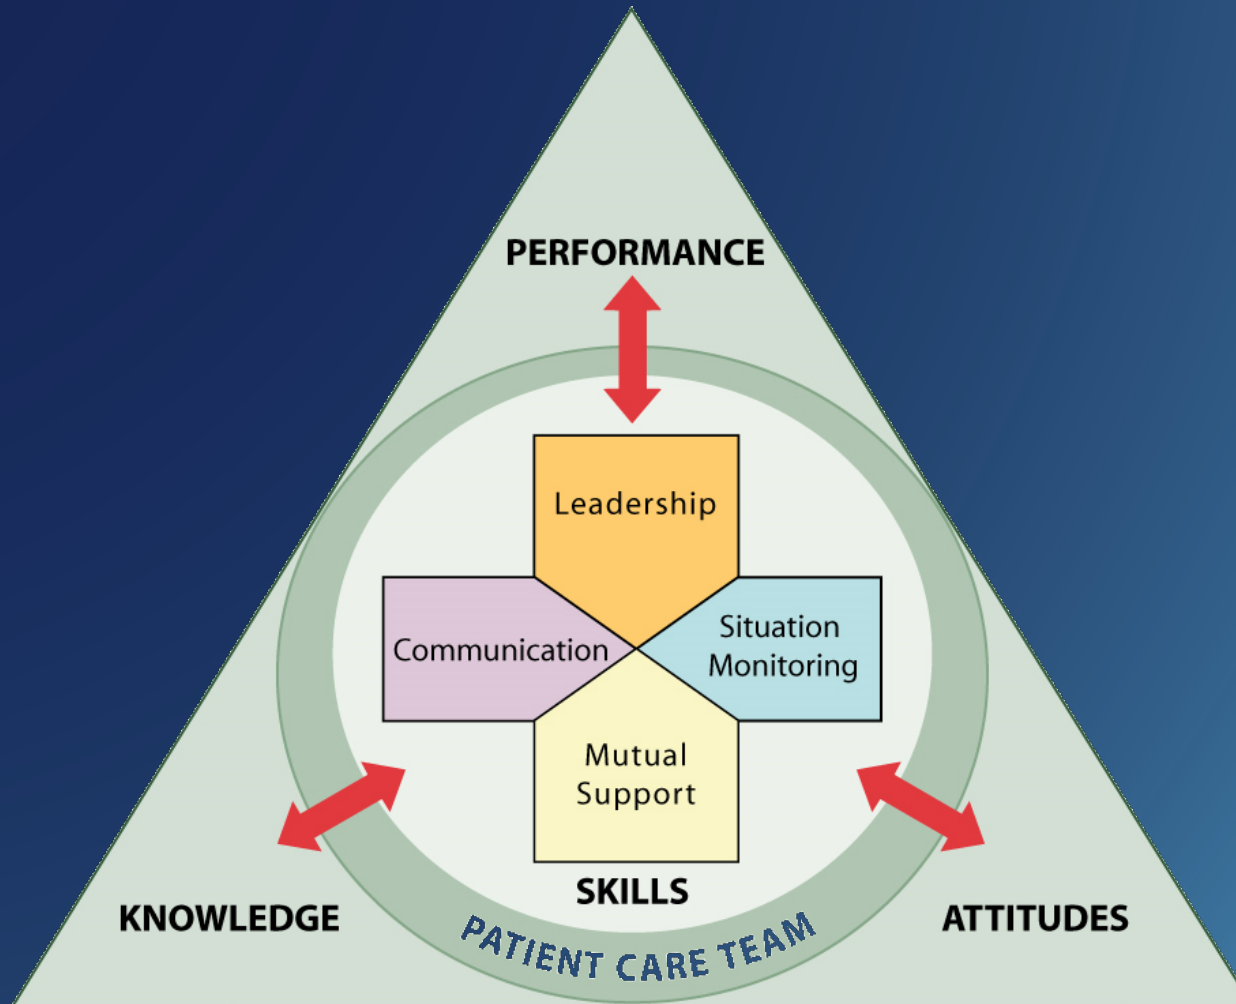 PERFORMANCE
Leadership
Communication
Situation
Monitoring
Mutual
Support
SKILLS
KNOWLEDGE
ATTITUDES
PATIENT CARE TEAM